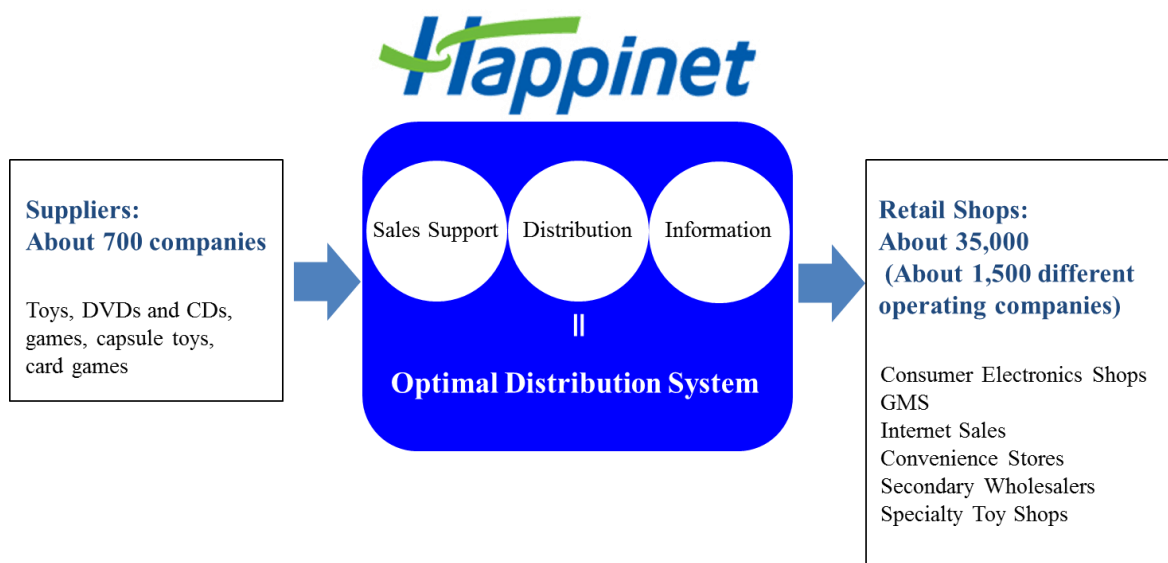 Happinet
Suppliers:
About 700 companies
Toys, DVDs and CDs,
games, capsule toys,
card games
Sales Support
Distribution
Information
=
Optimal Distribution System
Retail Shops:
About 35,000
(About 1,500 different
operating companies)
Consumer Electronics Shops
GMS
Internet Sales
Convenience Stores
Secondary Wholesalers
Specialty Toy Shops